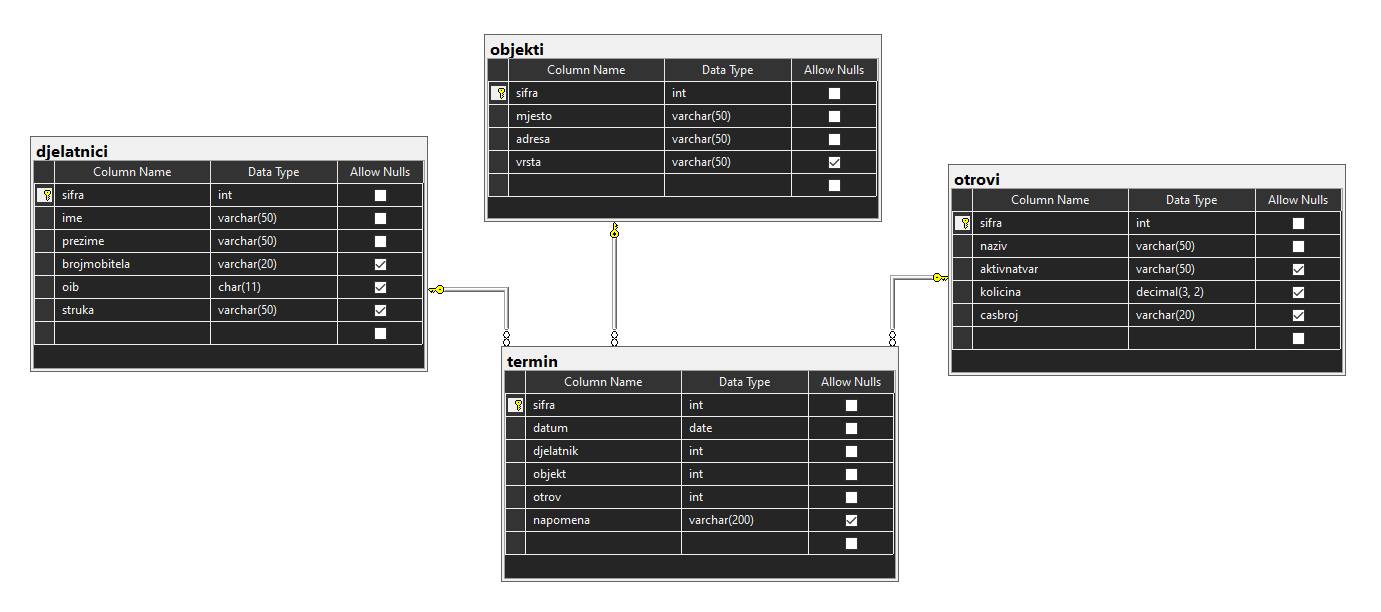 objekti
Column Name Data Type Allow Nulls
sifra int
mjesto varchar(50)
adresa varchar(50)
vrsta varchar(50)
djelatnici
Column Name Data Type Allow Nulls
sifra int
ime varchar(50)
prezime varchar(50)
brojmobitela varchar(20)
oib char(11)
struka varchar(50)
otrovi
Column Name Data Type Allow Nulls
sifra int
naziv varchar(50)
aktivnatvar varchar(50)
kolicina decimal(3, 2)
casbroj varchar(20)
termin
Column Name Data Type Allow Nulls
sifra int
datum date
djelatnik int
objekt int
otrov int
napomena varchar(200)